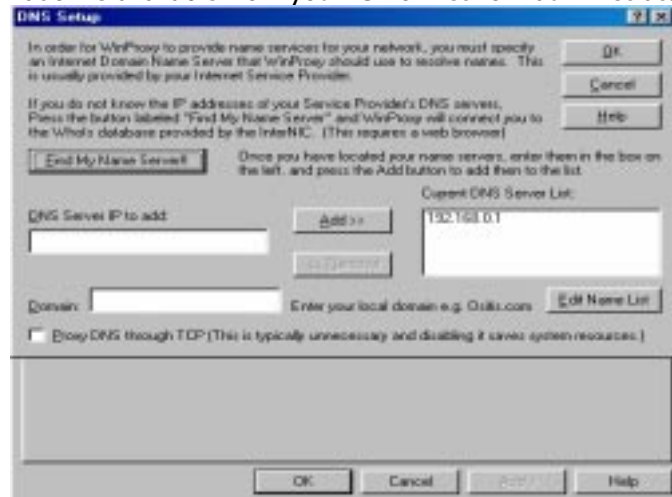 DNS Setup
In order for WinProxy to provide name services for your network, you must specify
an Internet Domain Name Server that WinProxy should use to resolve names. This
is usually provided by your Internet Service Provider.
OK
Cancel
Help
If you do not know the IP addresses of your Service Provider's DNS servers,
Press the button labeled "Find My Name Server" and WinProxy will connect you to
the WhoIs database provided by the InterNIC. (This requires a web browser)
Find My Name Server!!
Once you have located your name servers, enter them in the box on
the left, and press the Add button to add then to the list.
Current DNS Server List:
DNS Server IP to add:
Add >>
192.168.0.1
Domain:
Enter your local domain e.g. Ositis.com
Edit Name List
Proxy DNS through TCP (This is typically unnecessary and disabling it saves system resources.)
OK
Cancel
Help